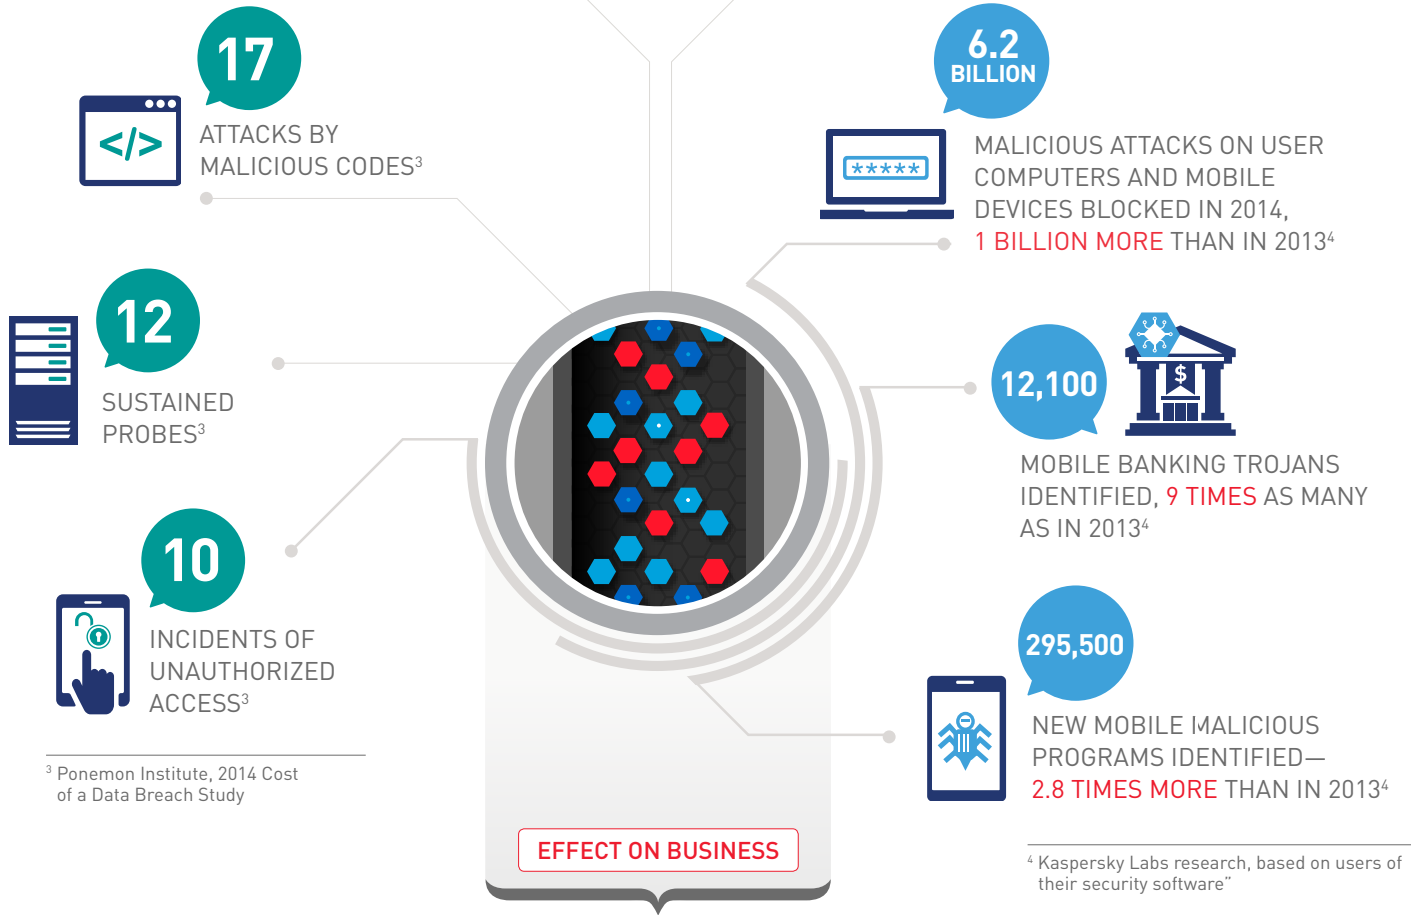 17
</>
ATTACKS BY
MALICIOUS CODES³
12
SUSTAINED
PROBES³
10
INCIDENTS OF
UNAUTHORIZED
ACCESS³
³ Ponemon Institute, 2014 Cost
of a Data Breach Study
6.2
BILLION
*****
MALICIOUS ATTACKS ON USER
COMPUTERS AND MOBILE
DEVICES BLOCKED IN 2014,
1 BILLION MORE THAN IN 2013⁴
12,100
$
MOBILE BANKING TROJANS
IDENTIFIED, 9 TIMES AS MANY
AS IN 2013⁴
295,500
NEW MOBILE MALICIOUS
PROGRAMS IDENTIFIED—
2.8 TIMES MORE THAN IN 2013⁴
⁴ Kaspersky Labs research, based on users of
their security software”
EFFECT ON BUSINESS